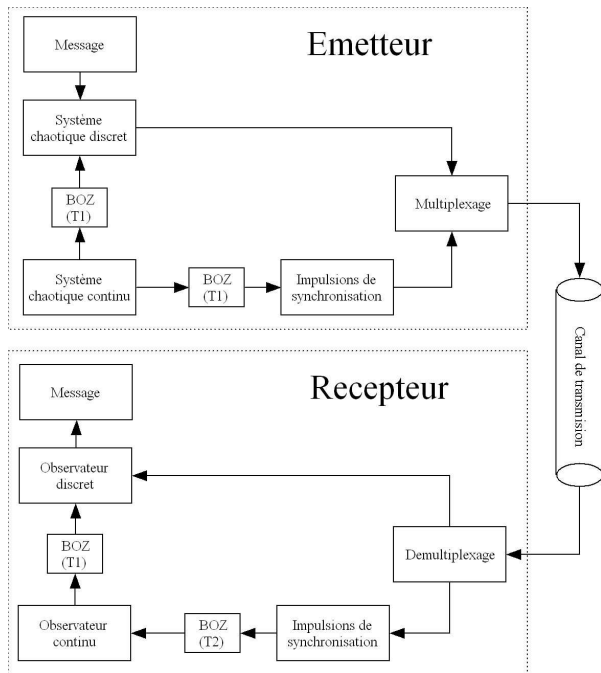 Emetteur
Message
Système
chaotique discret
BOZ
(T1)
Multiplexage
Système
chaotique continu
BOZ
(T1)
Impulsions de
synchronisation
Canal de transmision
Recepteur
Message
Observateur
discret
BOZ
(T1)
Demultiplexage
Observateur
continu
BOZ
(T2)
Impulsions de
synchronisation